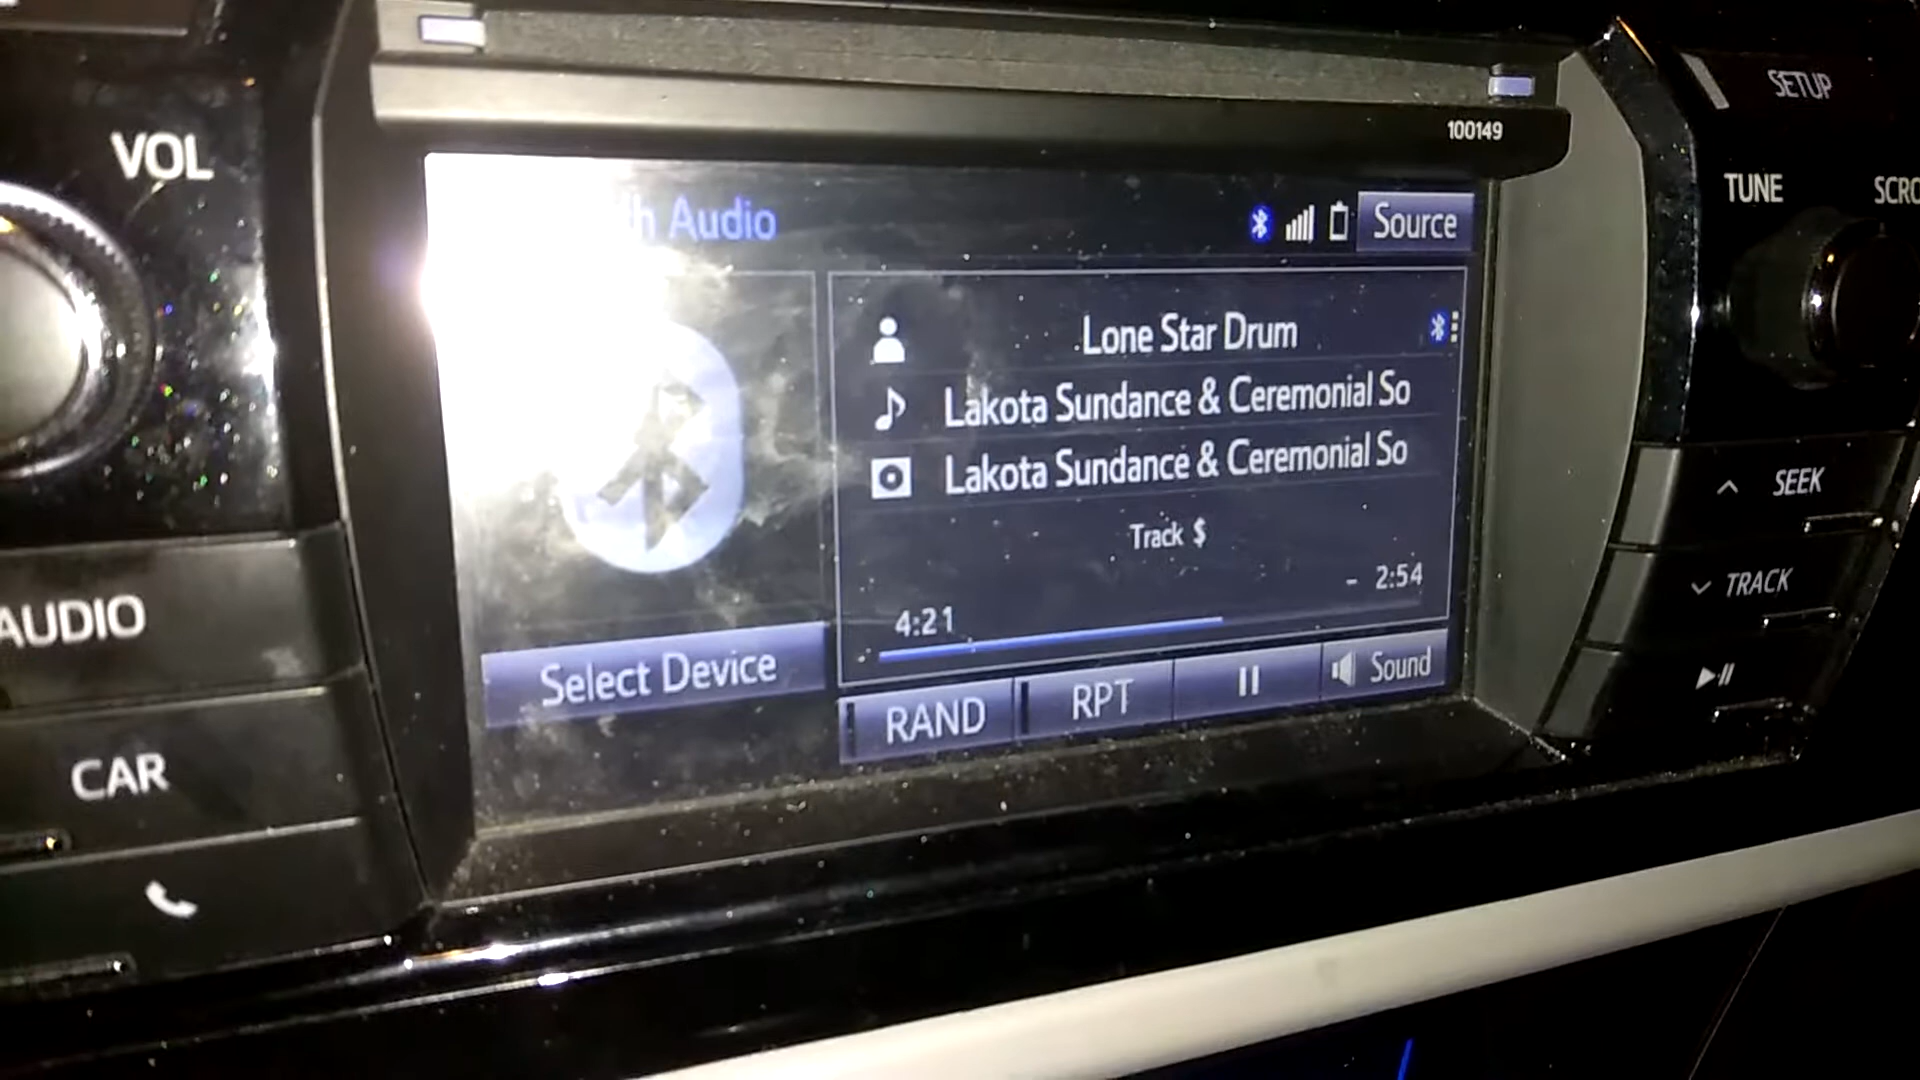 VOL
100149
SETUP
TUNE
h Audio
Source
Lone Star Drum
Lakota Sundance & Ceremonial So
Lakota Sundance & Ceremonial So
Track $
4:21
- 2:54
Select Device
RAND
RPT
Sound
AUDIO
CAR
SEEK
TRACK